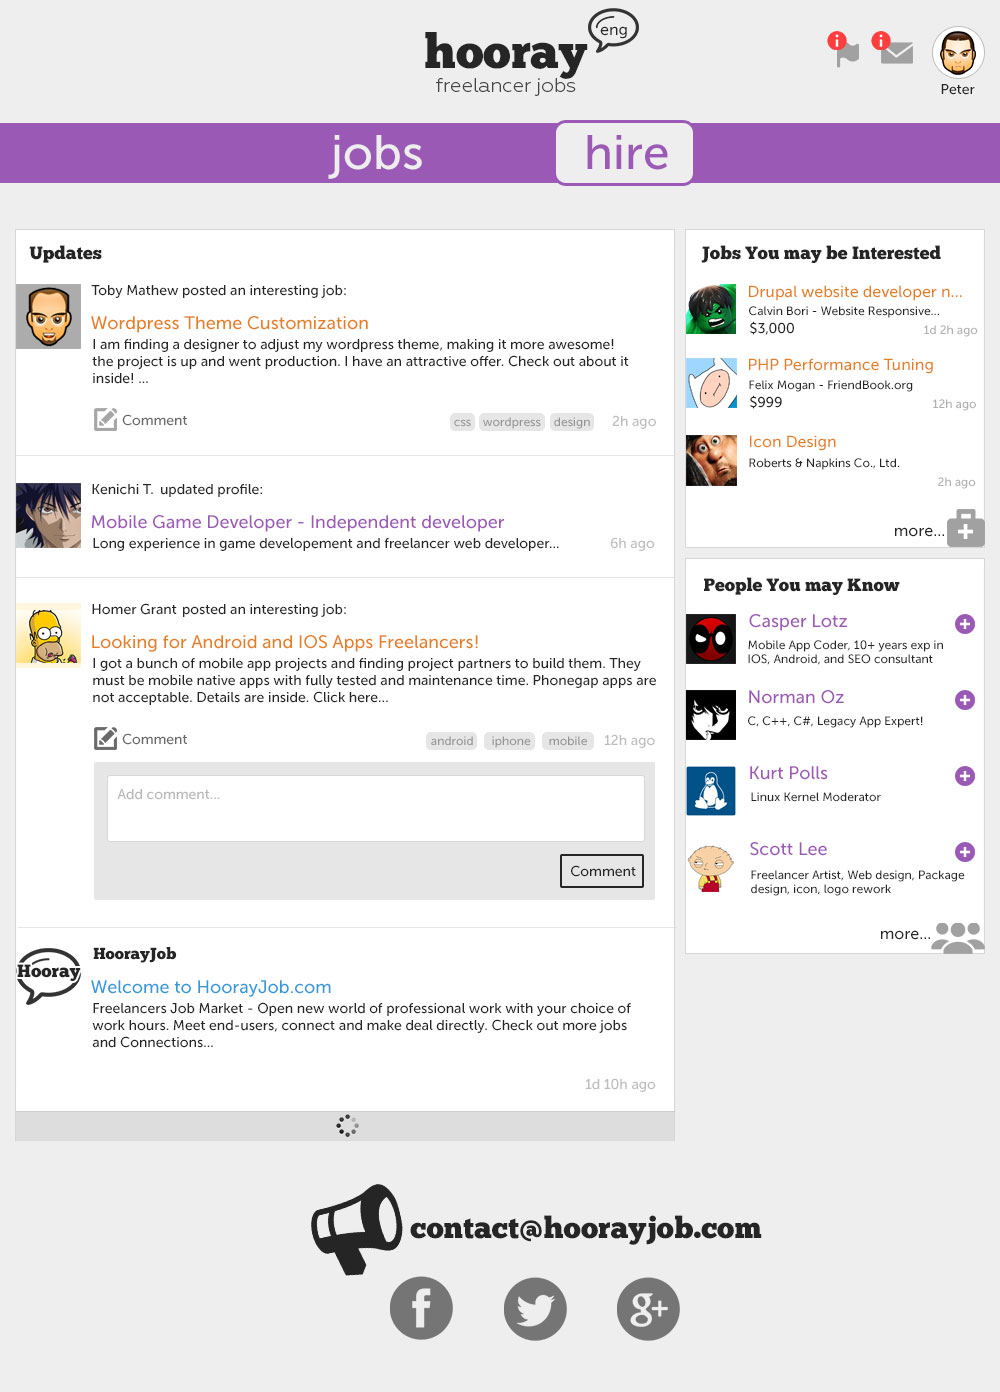 eng
hooray
freelancer jobs
i
i
Peter
jobs
hire
Updates
Toby Mathew posted an interesting job:
Wordpress Theme Customization
I am finding a designer to adjust my wordpress theme, making it more awesome!
the project is up and went production. I have an attractive offer. Check out about it
inside! ...
Comment
css wordpress design 2h ago
Kenichi T. updated profile:
Mobile Game Developer - Independent developer
Long experience in game developement and freelancer web developer...
6h ago
Homer Grant posted an interesting job:
Looking for Android and IOS Apps Freelancers!
I got a bunch of mobile app projects and finding project partners to build them. They
must be mobile native apps with fully tested and maintenance time. Phonegap apps are
not acceptable. Details are inside. Click here...
Comment
android iphone mobile 12h ago
Add comment...
Comment
Hooray
HoorayJob
Welcome to HoorayJob.com
Freelancers Job Market - Open new world of professional work with your choice of
work hours. Meet end-users, connect and make deal directly. Check out more jobs
and Connections...
1d 10h ago
Jobs You may be Interested
Drupal website developer n...
Calvin Bori - Website Responsive...
$3,000
1d 2h ago
PHP Performance Tuning
Felix Mogan - FriendBook.org
$999
12h ago
Icon Design
Roberts & Napkins Co., Ltd.
2h ago
more...
People You may Know
Casper Lotz
Mobile App Coder, 10+ years exp in
IOS, Android, and SEO consultant
Norman Oz
C, C++, C#, Legacy App Expert!
Kurt Polls
Linux Kernel Moderator
Scott Lee
Freelancer Artist, Web design, Package
design, icon, logo rework
more...
contact@hoorayjob.com
f
g+